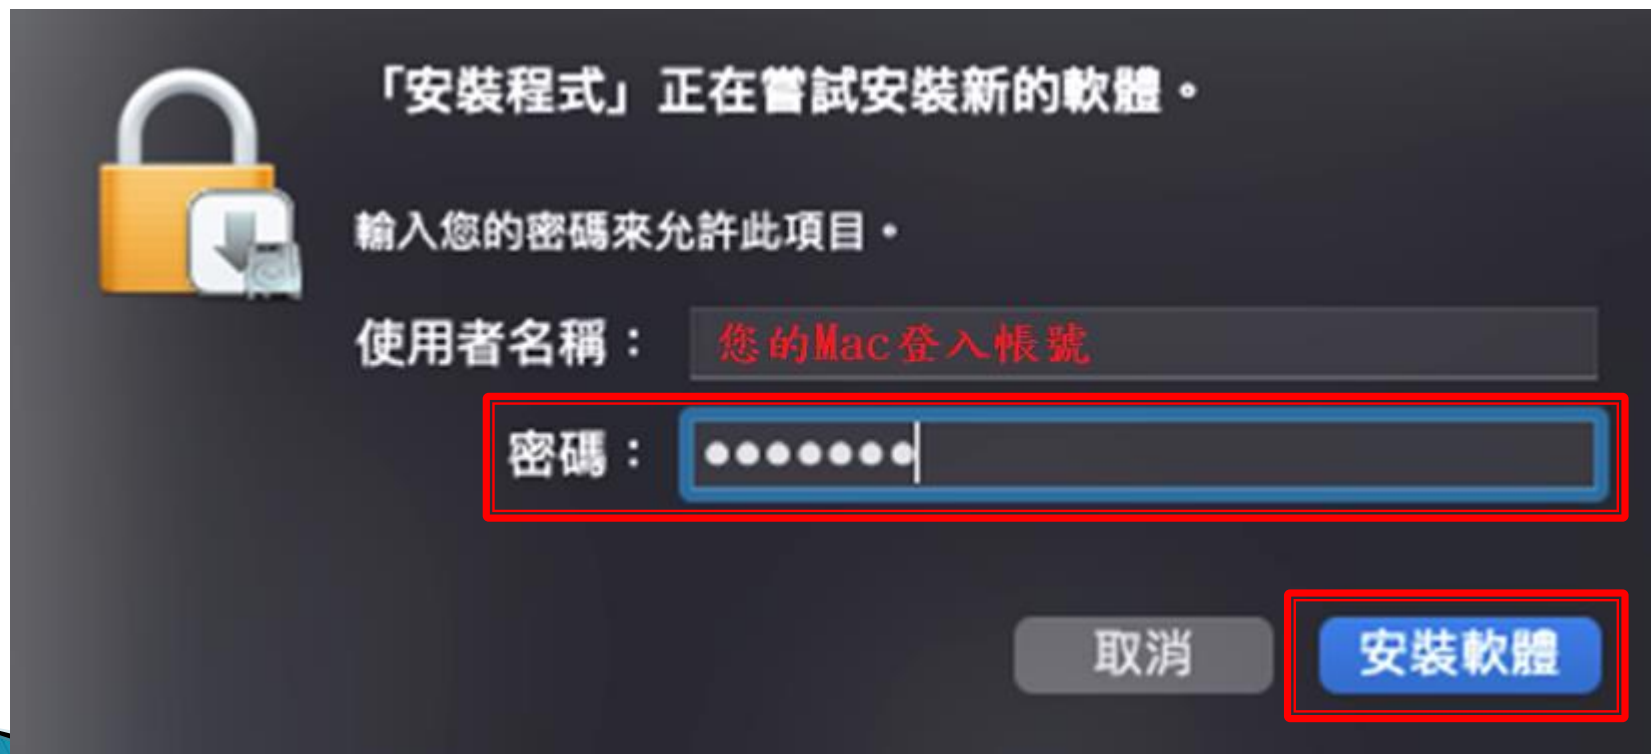 「安裝程式」正在嘗試安裝新的軟體。
輸入您的密碼來允許此項目。
使用者名稱： 您的Mac登入帳號
密碼： •••••••
取消 安裝軟體